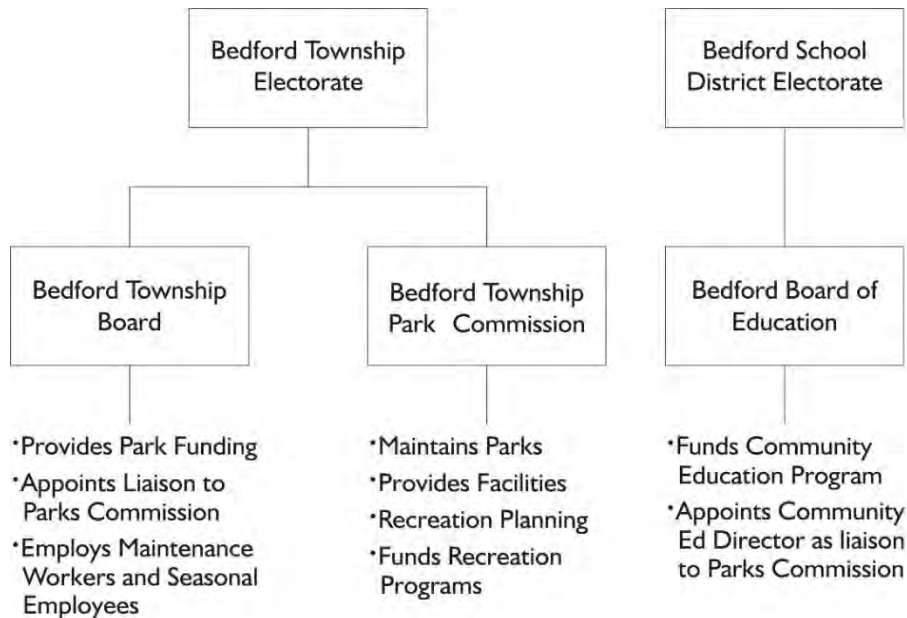 Bedford Township
Electorate
Bedford School
District Electorate
Bedford Township
Board
Bedford Township
Park Commission
Bedford Board of
Education
·Provides Park Funding
·Appoints Liaison to
Parks Commission
·Employs Maintenance
Workers and Seasonal
Employees
·Maintains Parks
·Provides Facilities
·Recreation Planning
·Funds Recreation
Programs
·Funds Community
Education Program
·Appoints Community
Ed Director as liaison
to Parks Commission